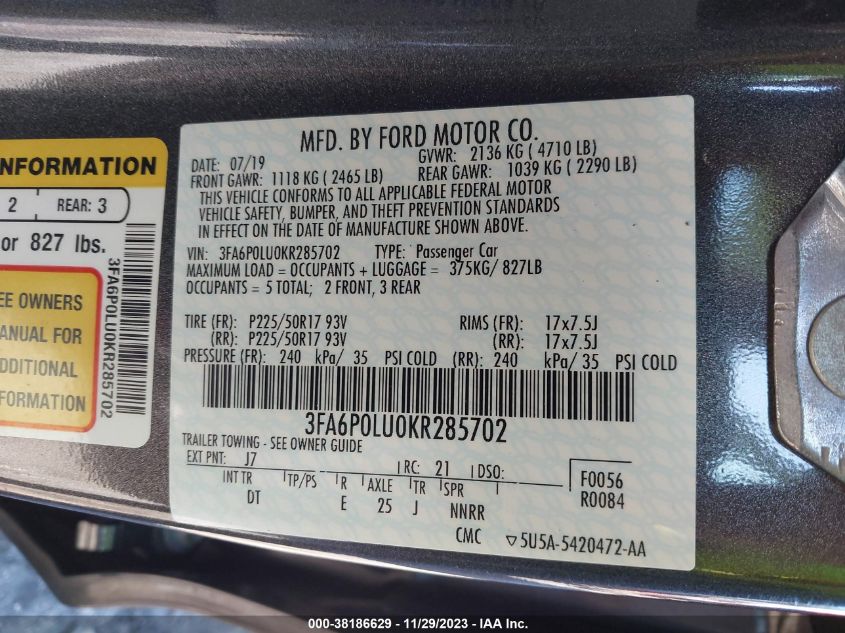 INFORMATION
2 REAR: 3
or 827 lbs.
EE OWNERS
ANUAL FOR
DDITIONAL
FORMATION
3FA6P0LU0KR285702
MFD. BY FORD MOTOR CO.
DATE: 07/19 GVWR: 2136 KG ( 4710 LB)
FRONT GAWR: 1118 KG ( 2465 LB) REAR GAWR: 1039 KG ( 2290 LB)
THIS VEHICLE CONFORMS TO ALL APPLICABLE FEDERAL MOTOR
VEHICLE SAFETY, BUMPER, AND THEFT PREVENTION STANDARDS
IN EFFECT ON THE DATE OF MANUFACTURE SHOWN ABOVE.
VIN: 3FA6P0LU0KR285702 TYPE: Passenger Car
MAXIMUM LOAD = OCCUPANTS + LUGGAGE = 375KG/ 827LB
OCCUPANTS = 5 TOTAL; 2 FRONT, 3 REAR
TIRE (FR): P225/50R17 93V RIMS (FR): 17x7.5J
(RR): P225/50R17 93V (RR): 17x7.5J
PRESSURE (FR): 240 kPa/ 35 PSI COLD (RR): 240 kPa/ 35 PSI COLD
3FA6P0LU0KR285702
TRAILER TOWING - SEE OWNER GUIDE
EXT PNT: J7 RC: 21 DSO: F0056
INT TR TP/PS R AXLE TR SPR R0084
DT E 25 J NNRR
CMC ▽5U5A-5420472-AA
000-38186629 - 11/29/2023 - IAA Inc.